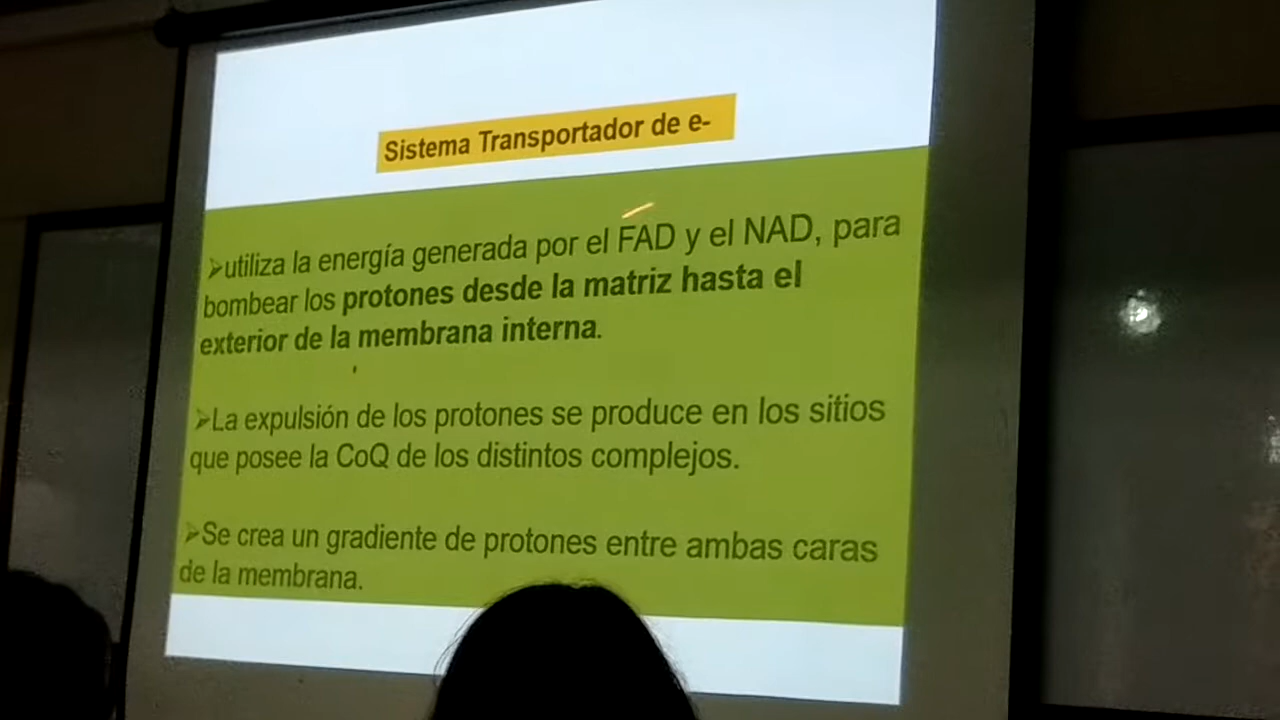 Sistema Transportador de e-
➢utiliza la energía generada por el FAD y el NAD, para
bombear los protones desde la matriz hasta el
exterior de la membrana interna.
➢La expulsión de los protones se produce en los sitios
que posee la CoQ de los distintos complejos.
➢Se crea un gradiente de protones entre ambas caras
de la membrana.